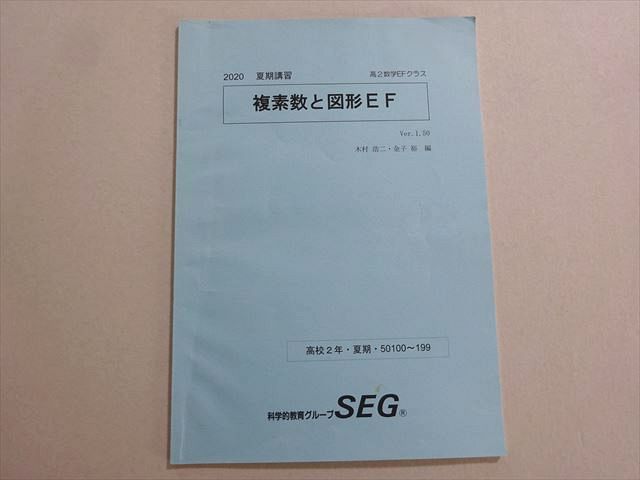 2020 夏期講習 高2数学EFクラス
複素数と図形EF
Ver.1.50
木村 浩二・金子 裕 編
高校2年・夏期・50100～199
科学的教育グループSEG®